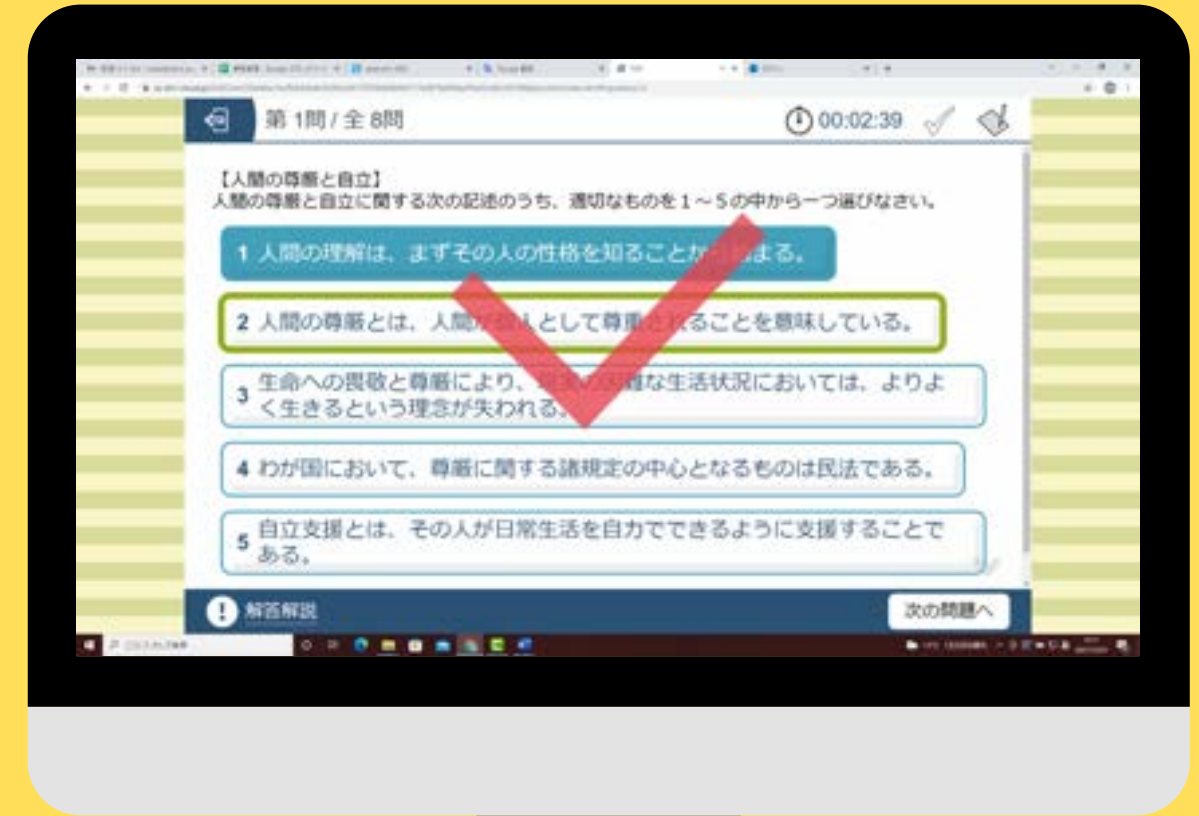 第 1問 / 全 8問
00:02:39
【人間の尊厳と自立】
人間の尊厳と自立に関する次の記述のうち、適切なものを1～5の中から一つ選びなさい。
1 人間の理解は、まずその人の性格を知ることから始まる。
2 人間の尊厳とは、人間が個人として尊重されることを意味している。
3 生命への畏敬と尊厳により、現実の困難な生活状況においては、よりよ
く生きるという理念が失われる。
4 わが国において、尊厳に関する諸規定の中心となるものは民法である。
5 自立支援とは、その人が日常生活を自力でできるように支援することで
ある。
解答解説
次の問題へ